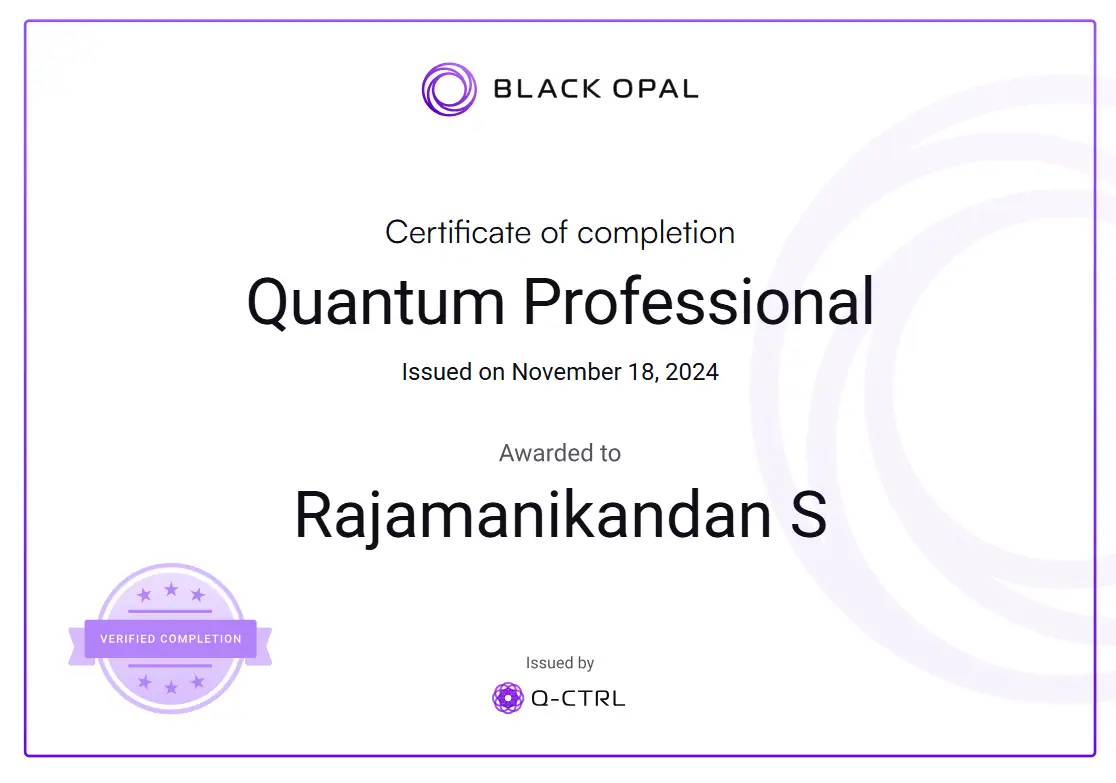 BLACK OPAL
Certificate of completion
Quantum Professional
Issued on November 18, 2024
Awarded to
Rajamanikandan S
VERIFIED COMPLETION
Issued by
Q-CTRL